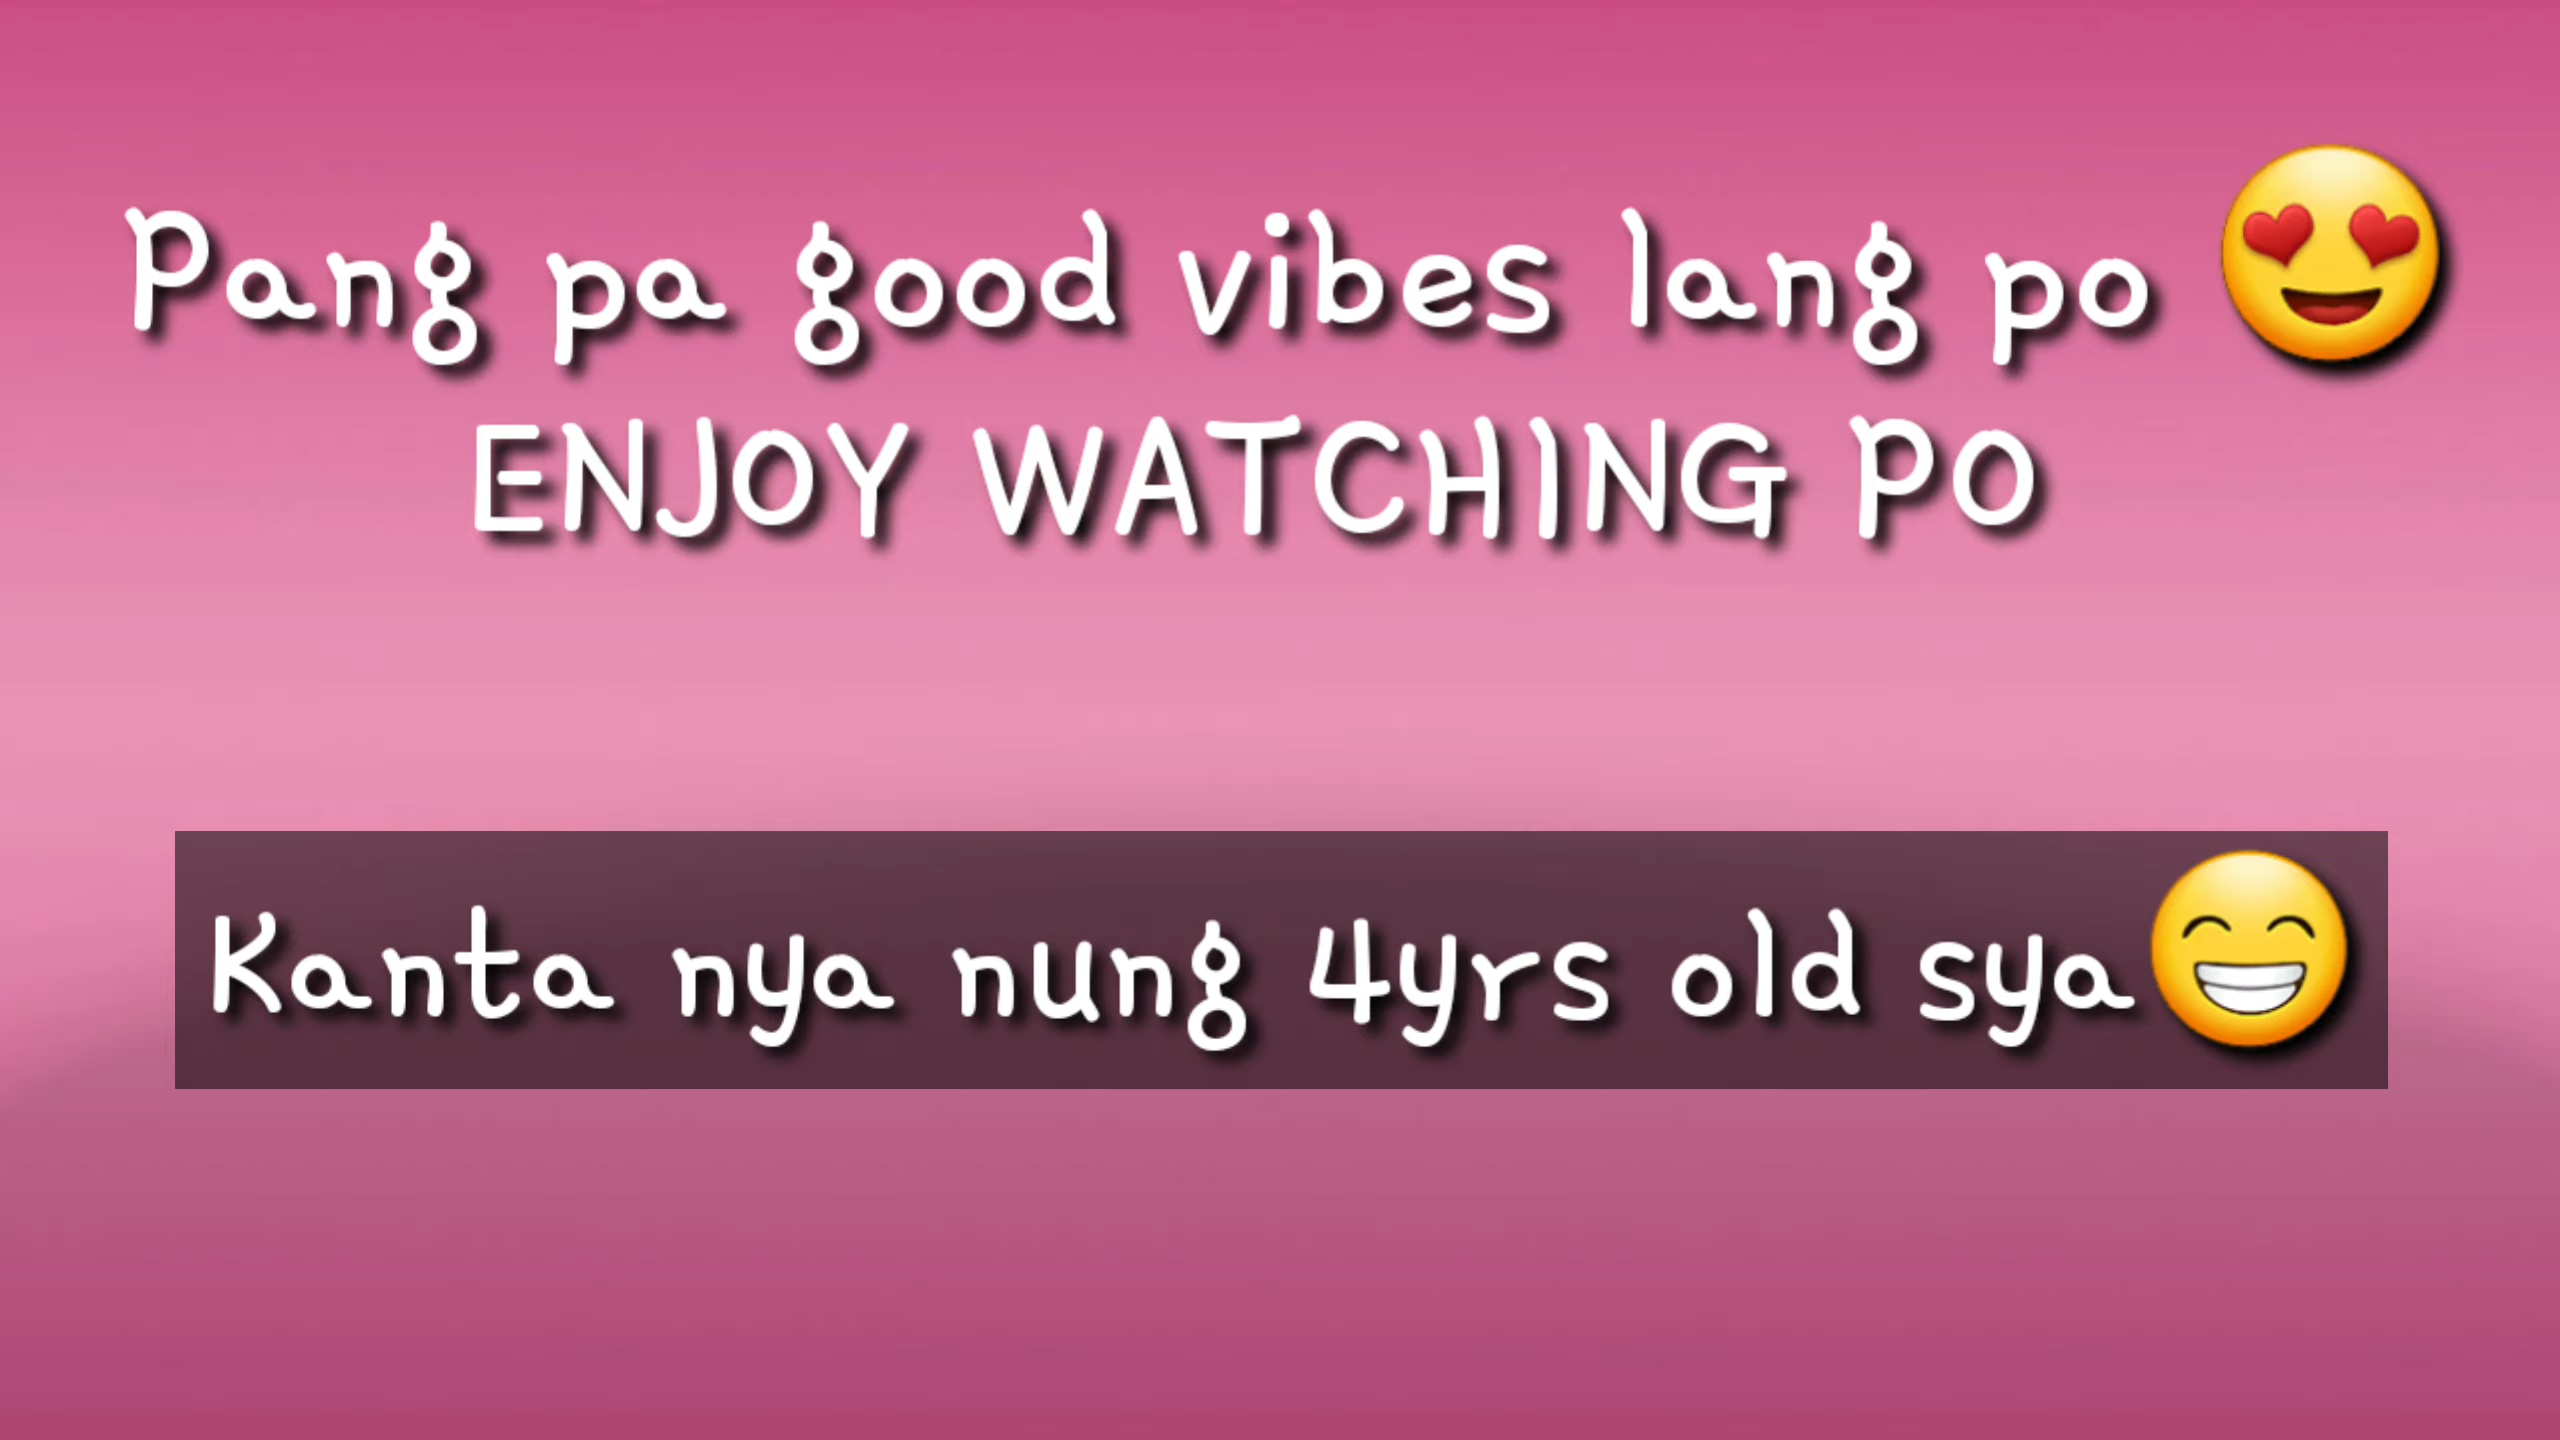 Pang pa good vibes lang po 😍
ENJOY WATCHING PO
Kanta nya nung 4yrs old sya😁